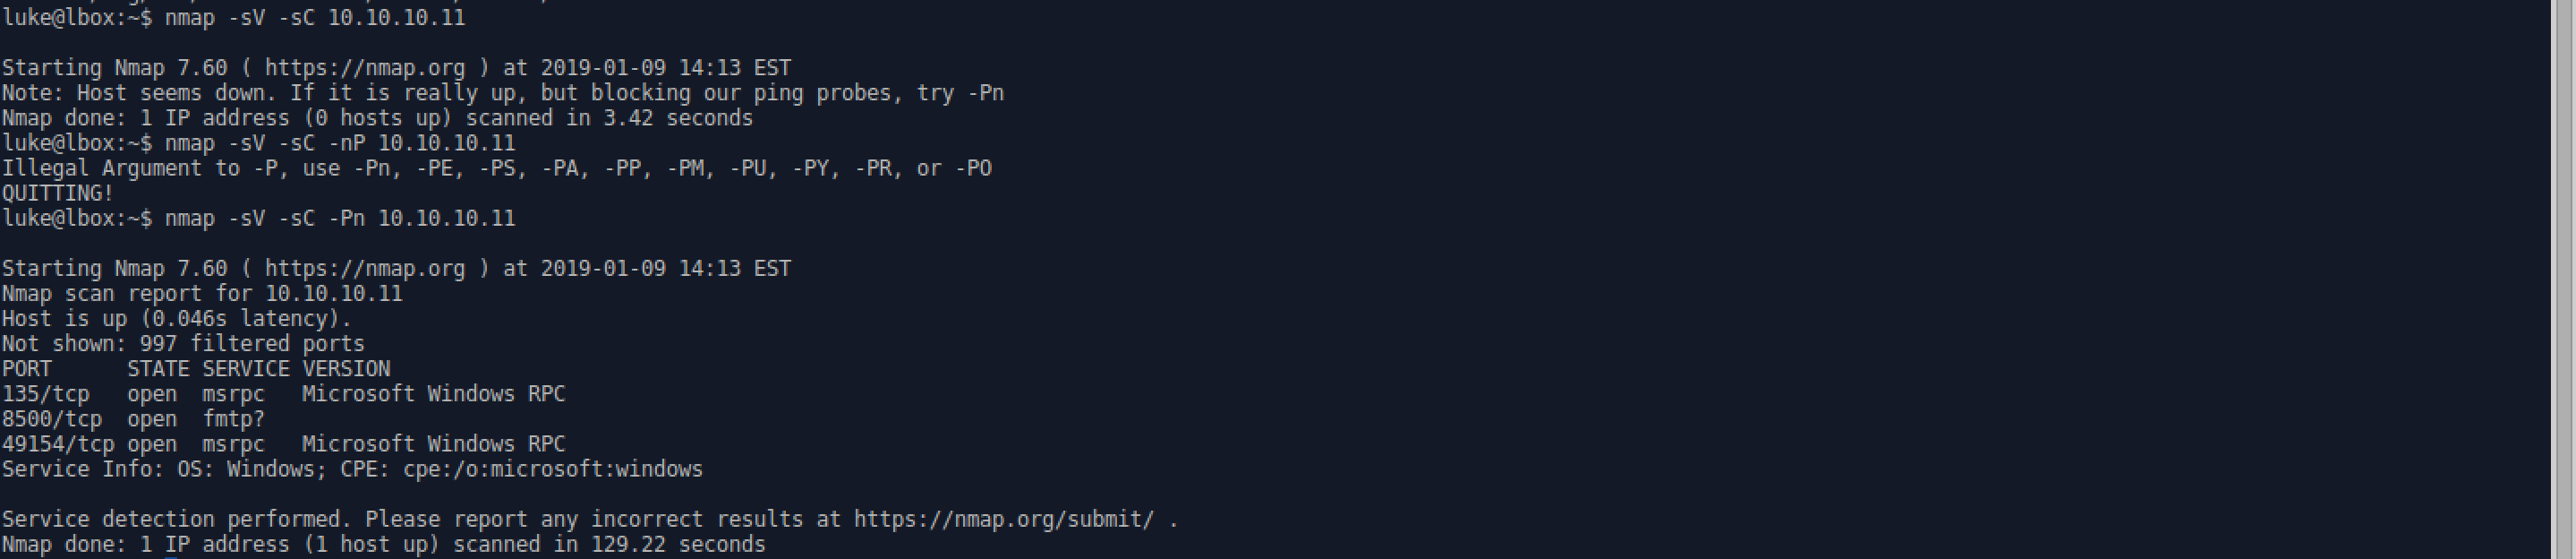 luke@lbox:~$ nmap -sV -sC 10.10.10.11
Starting Nmap 7.60 ( https://nmap.org ) at 2019-01-09 14:13 EST
Note: Host seems down. If it is really up, but blocking our ping probes, try -Pn
Nmap done: 1 IP address (0 hosts up) scanned in 3.42 seconds
luke@lbox:~$ nmap -sV -sC -nP 10.10.10.11
Illegal Argument to -P, use -Pn, -PE, -PS, -PA, -PP, -PM, -PU, -PY, -PR, or -PO
QUITTING!
luke@lbox:~$ nmap -sV -sC -Pn 10.10.10.11
Starting Nmap 7.60 ( https://nmap.org ) at 2019-01-09 14:13 EST
Nmap scan report for 10.10.10.11
Host is up (0.046s latency).
Not shown: 997 filtered ports
PORT      STATE SERVICE VERSION
135/tcp   open  msrpc   Microsoft Windows RPC
8500/tcp  open  fmtp?
49154/tcp open  msrpc   Microsoft Windows RPC
Service Info: OS: Windows; CPE: cpe:/o:microsoft:windows
Service detection performed. Please report any incorrect results at https://nmap.org/submit/ .
Nmap done: 1 IP address (1 host up) scanned in 129.22 seconds